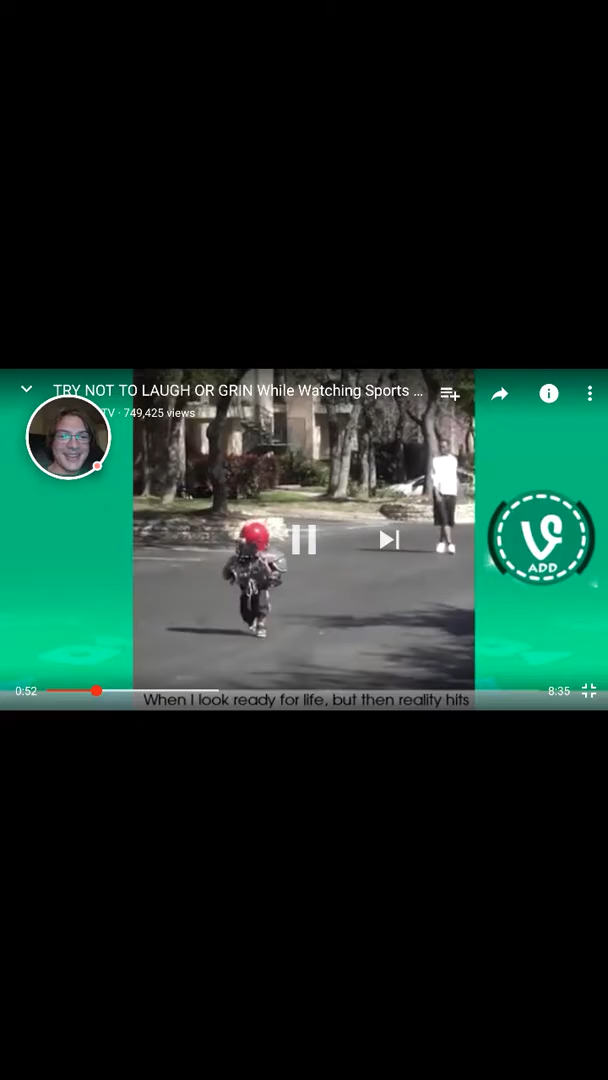 TRY NOT TO LAUGH OR GRIN While Watching Sports ...
TV · 749,425 views
ADD
0:52
8:35
When I look ready for life, but then reality hits